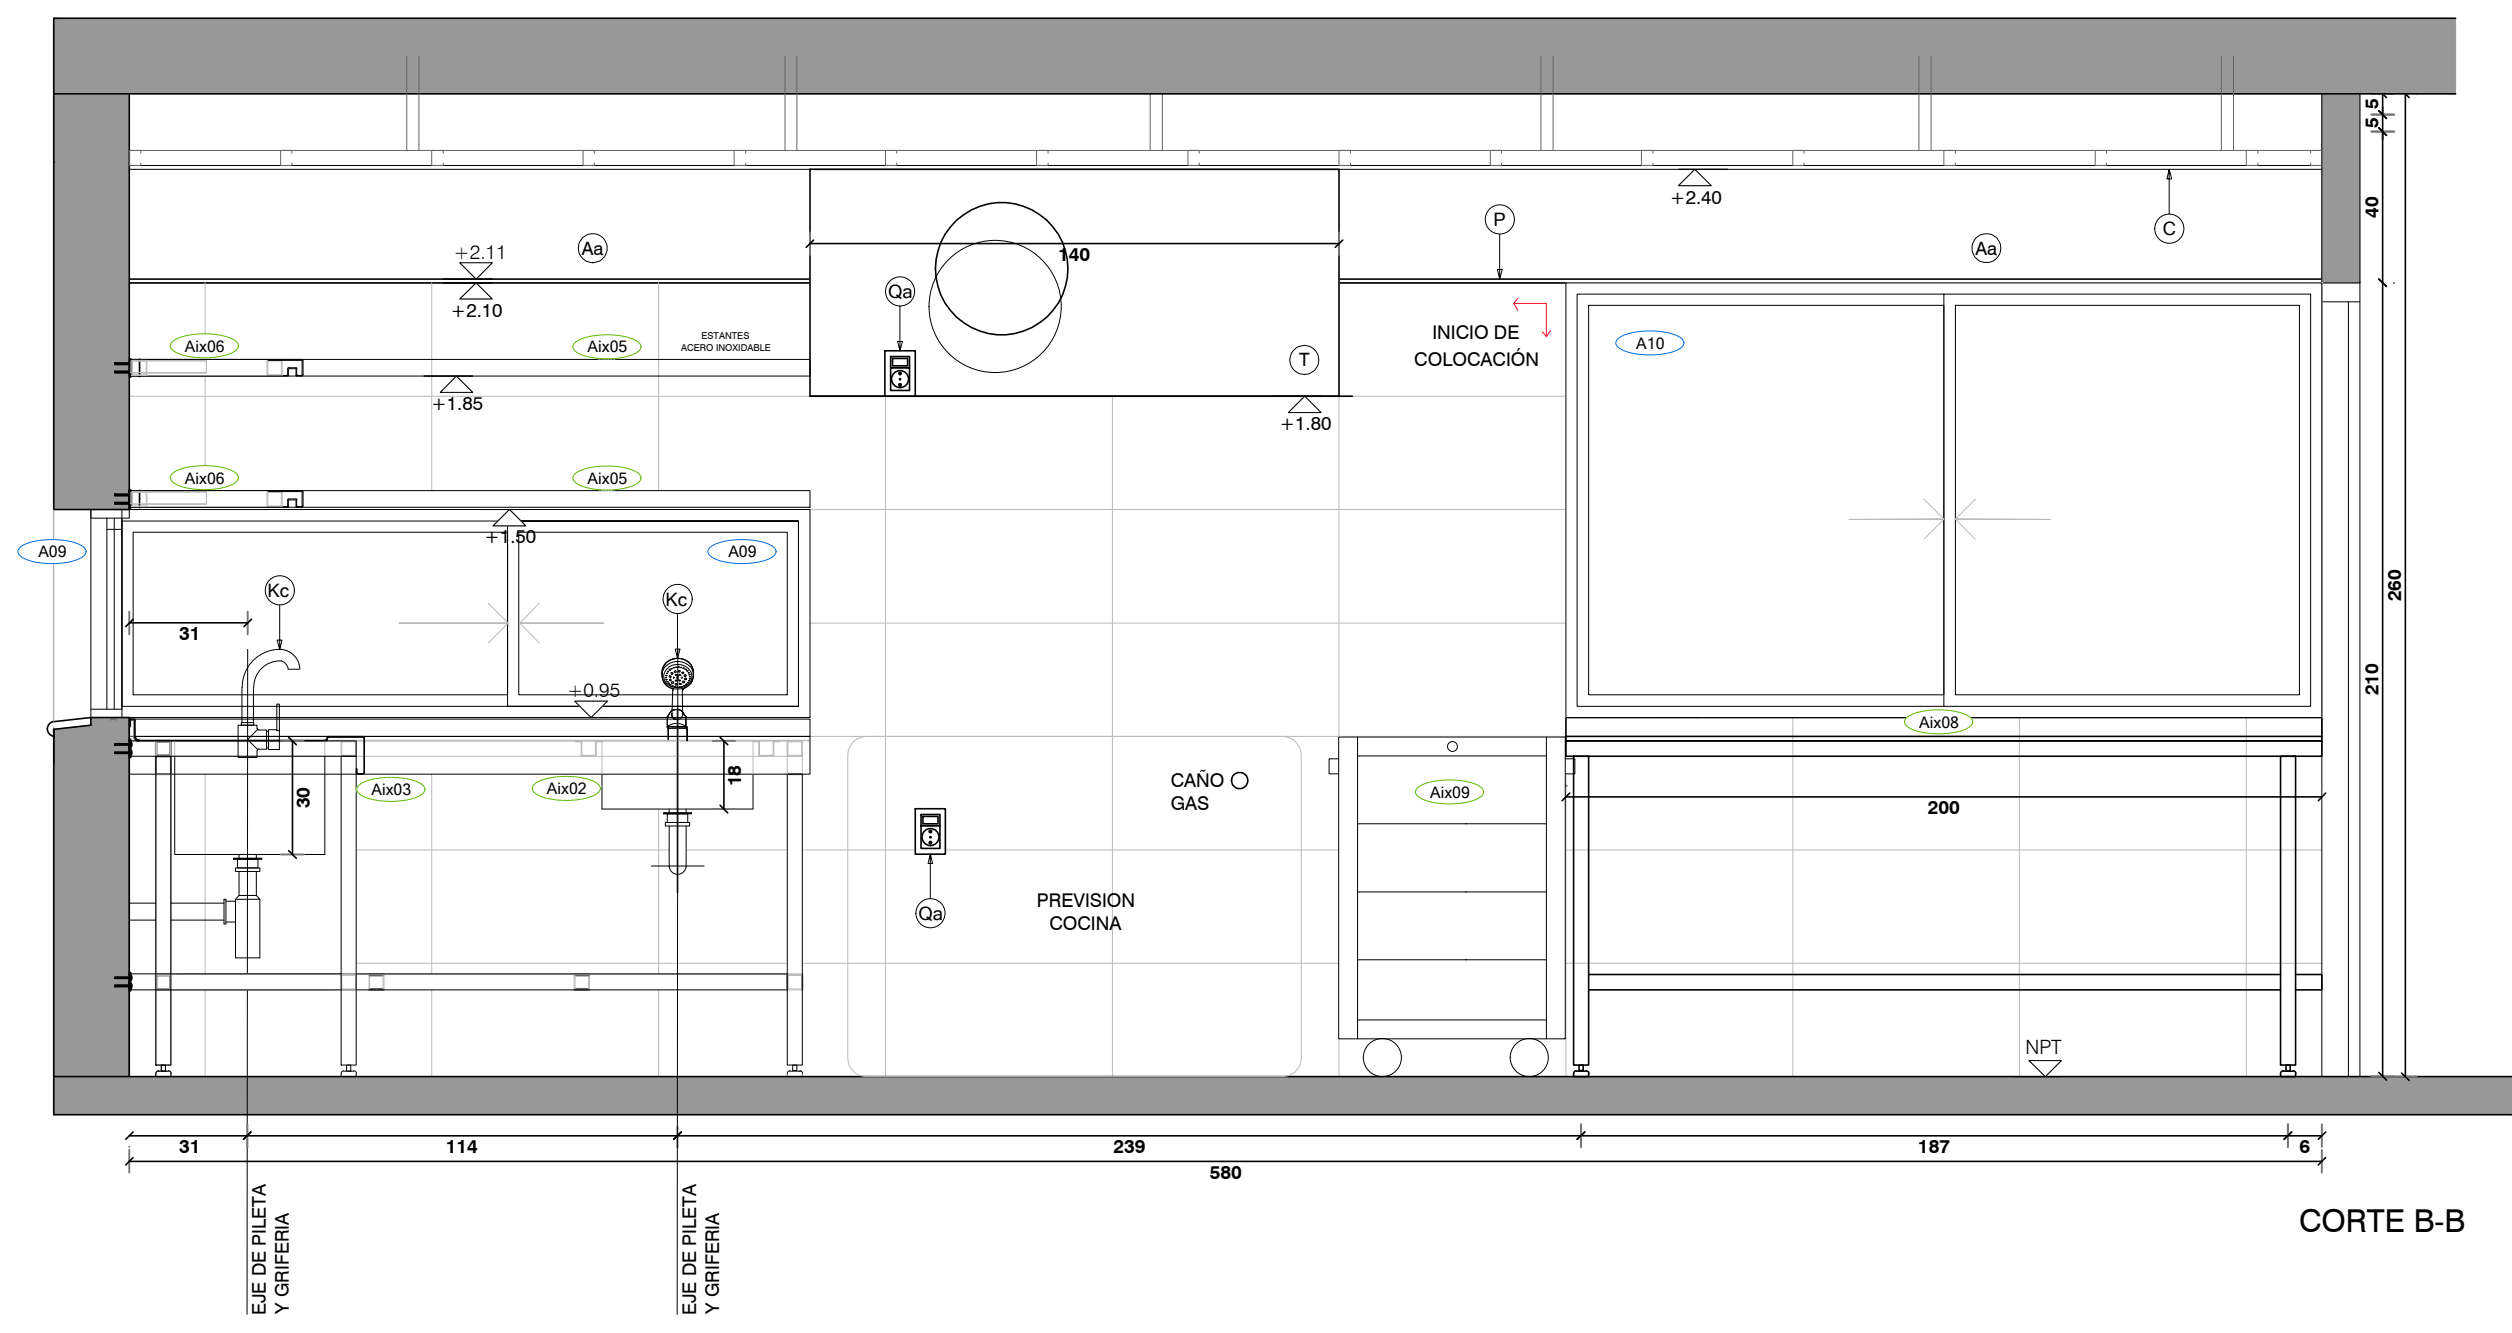 5
5
40
+2.40
P
C
+2.11
Aa
Aa
140
Qa
+2.10
ESTANTES
ACERO INOXIDABLE
INICIO DE
COLOCACIÓN
A10
Aix06
Aix05
T
+1.85
+1.80
Aix06
Aix05
+1.50
A09
A09
Kc
Kc
260
31
210
+0.95
Aix08
18
30
Aix03
Aix02
CAÑO
GAS
Aix09
200
PREVISION
COCINA
Qa
NPT
31
114
239
187
6
580
EJE DE PILETA
Y GRIFERIA
EJE DE PILETA
Y GRIFERIA
CORTE B-B